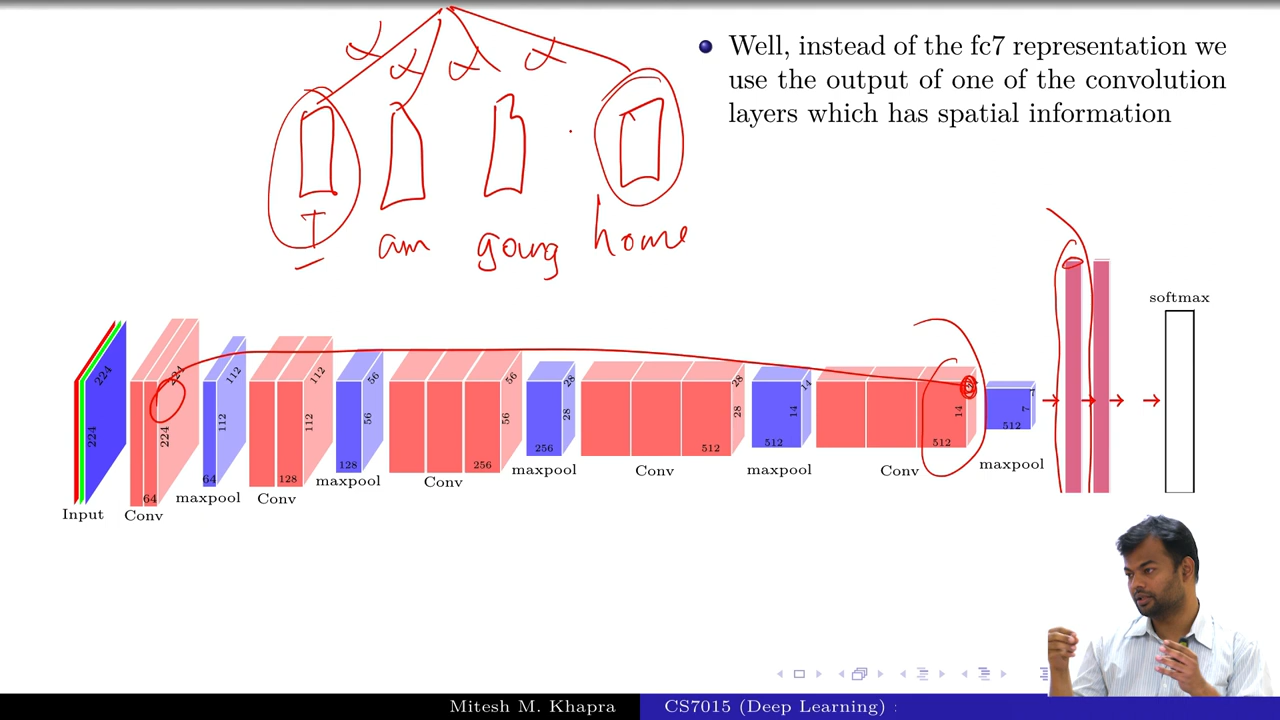 Well, instead of the fc7 representation we
use the output of one of the convolution
layers which has spatial information
α α α α
I am going home
softmax
224 224
224 224
64
112 112
64
112 112
128
56 56
128
56 56
256
28 28
256
28 28
512
14 14
512
14
512
7 7
512
Input Conv maxpool Conv maxpool Conv maxpool Conv maxpool Conv maxpool
Mitesh M. Khapra CS7015 (Deep Learning) :